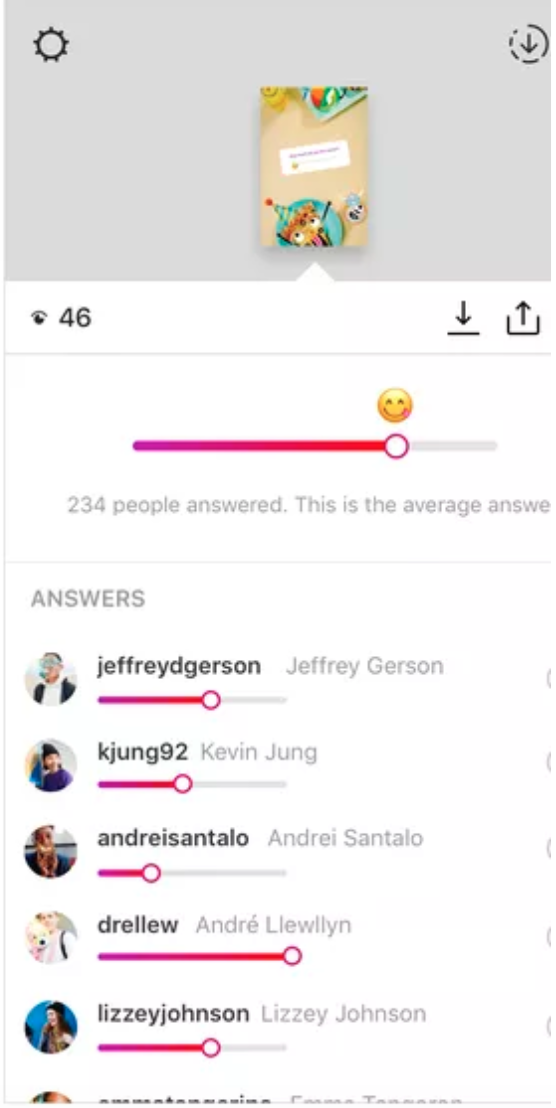 46
234 people answered. This is the average answe
ANSWERS
jeffreydgerson Jeffrey Gerson
kjung92 Kevin Jung
andreisantalo Andrei Santalo
drellew André Llewllyn
lizzeyjohnson Lizzey Johnson